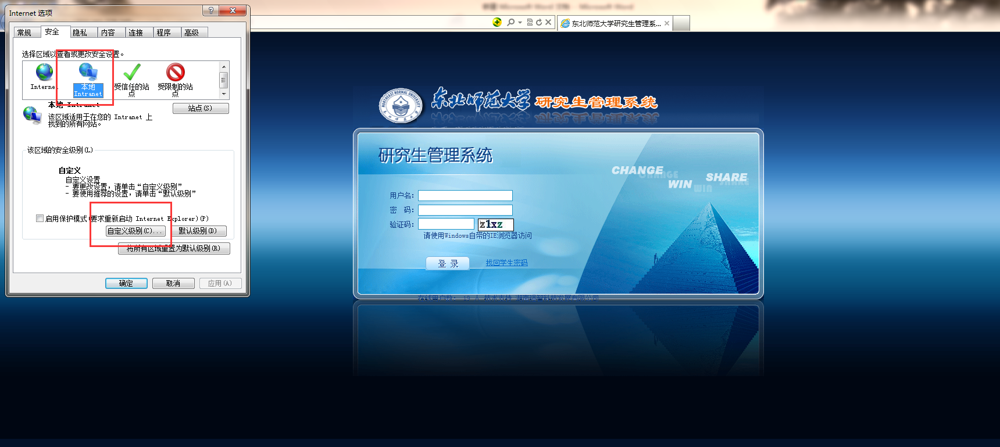 Internet 选项
常规
安全
隐私
内容
连接
程序
高级
选择区域以查看或更改安全设置。
Internet
本地
Intranet
受信任的站
点
受限制的站
点
本地 Intranet
站点(S)
该区域适用于在您的 Intranet 上
找到的所有网站。
该区域的安全级别(L)
自定义
自定义设置
- 要更改设置，请单击“自定义级别”
- 要使用推荐的设置，请单击“默认级别”
启用保护模式(要求重新启动 Internet Explorer)(P)
自定义级别(C)...
默认级别(D)
将所有区域重置为默认级别(R)
确定
取消
应用(A)
东北师范大学研究生管理系...
东北师范大学 研究生管理系统
研究生管理系统
CHANGE
WIN
SHARE
用户名：
密 码：
验证码：
z1xz
请使用Windows自带的IE浏览器访问
登 录
找回学生密码